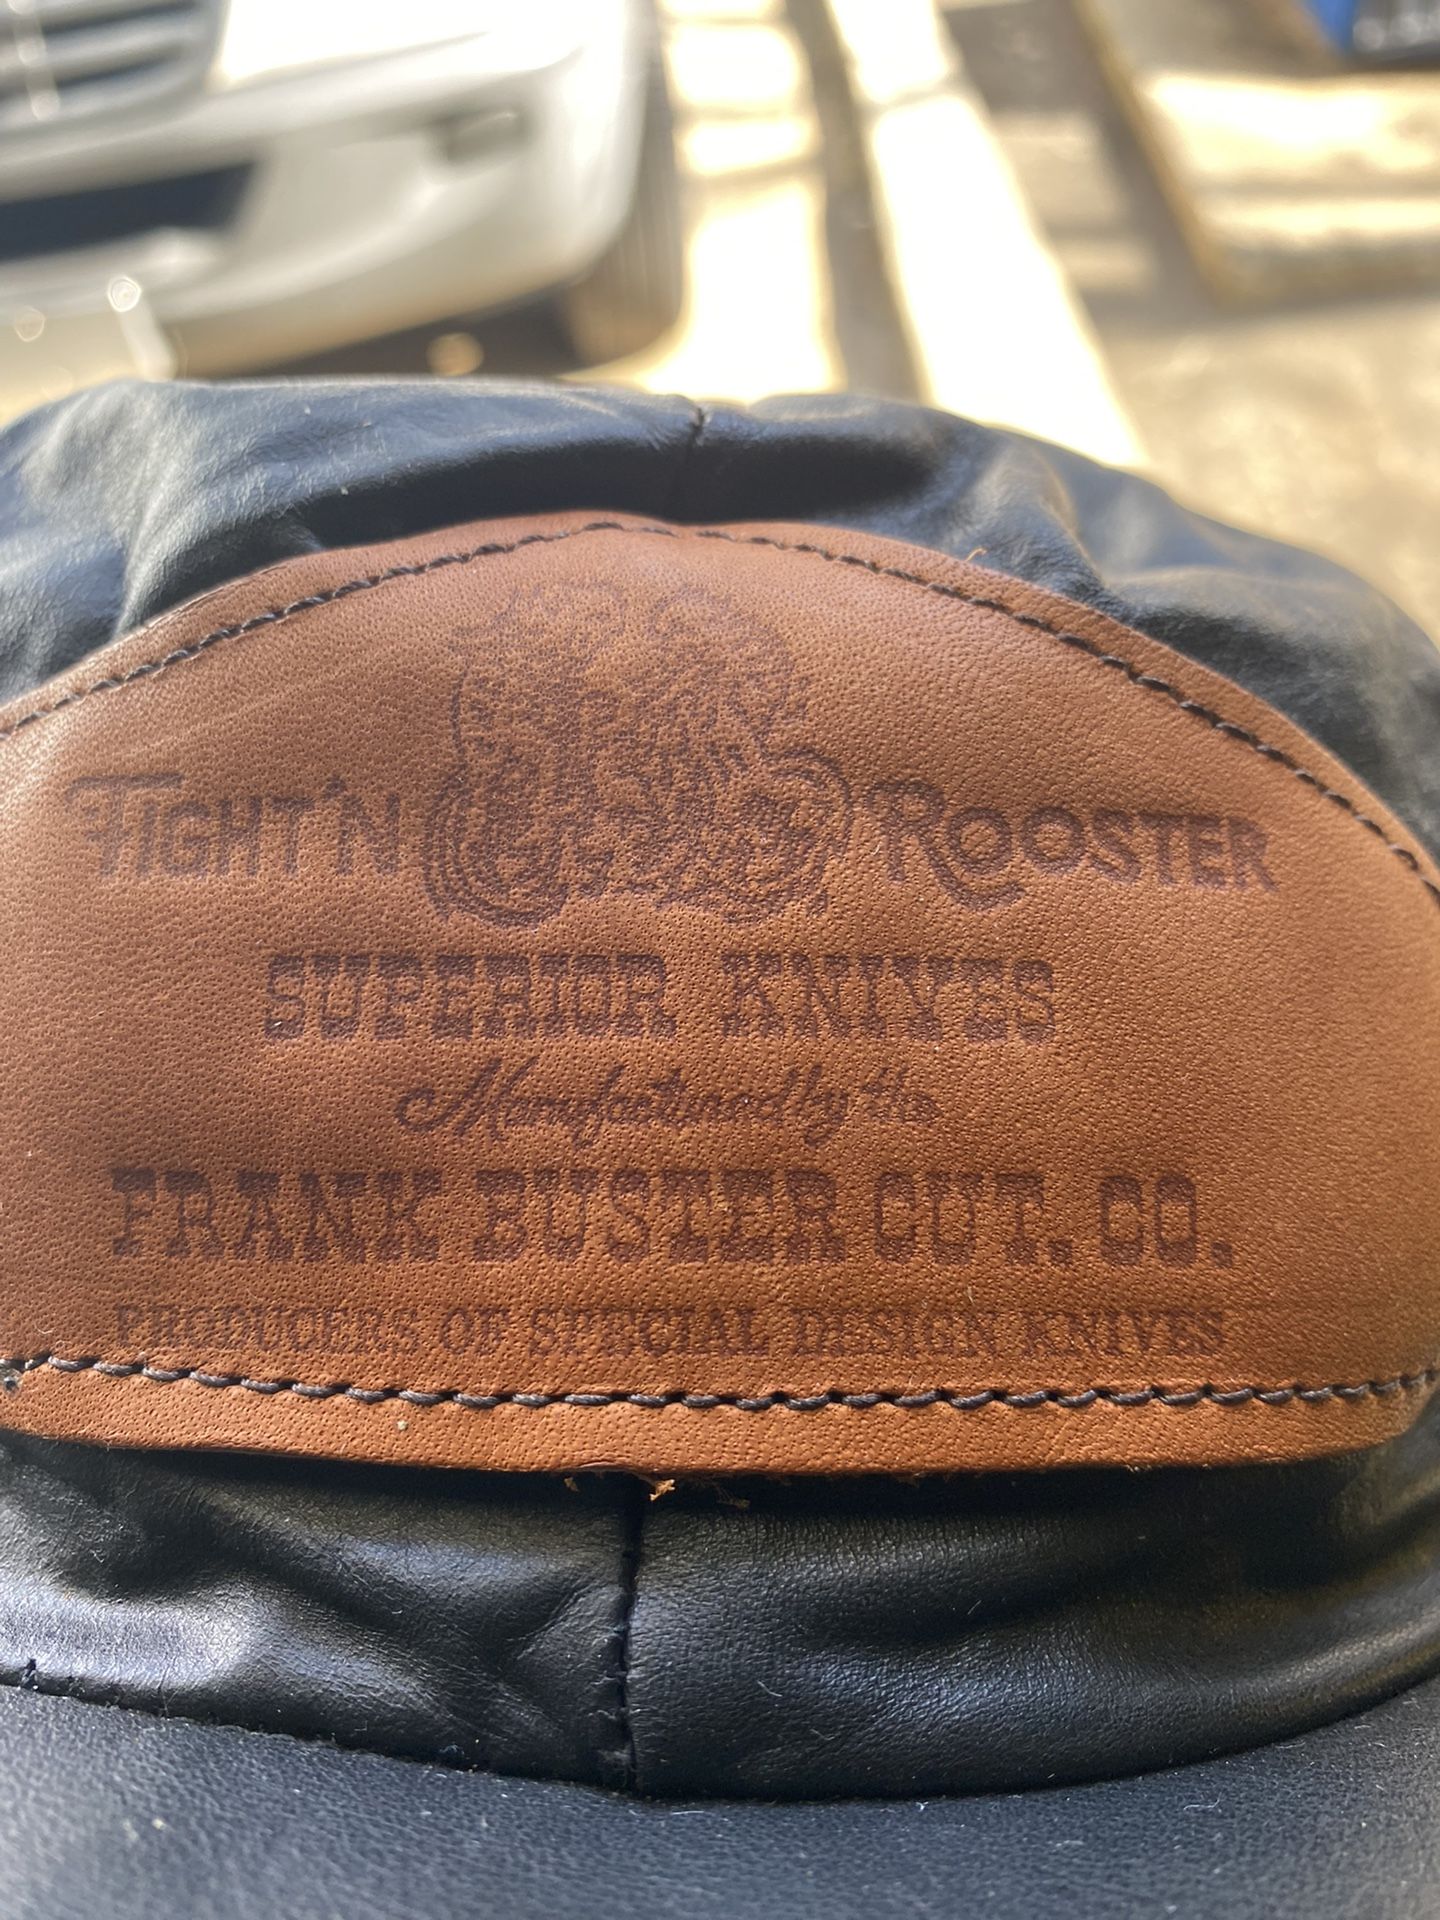 FIGHT'N ROOSTER
SUPERIOR KNIVES
Manufactured by the
FRANK BUSTER CUT. CO.
PRODUCERS OF SPECIAL DESIGN KNIVES